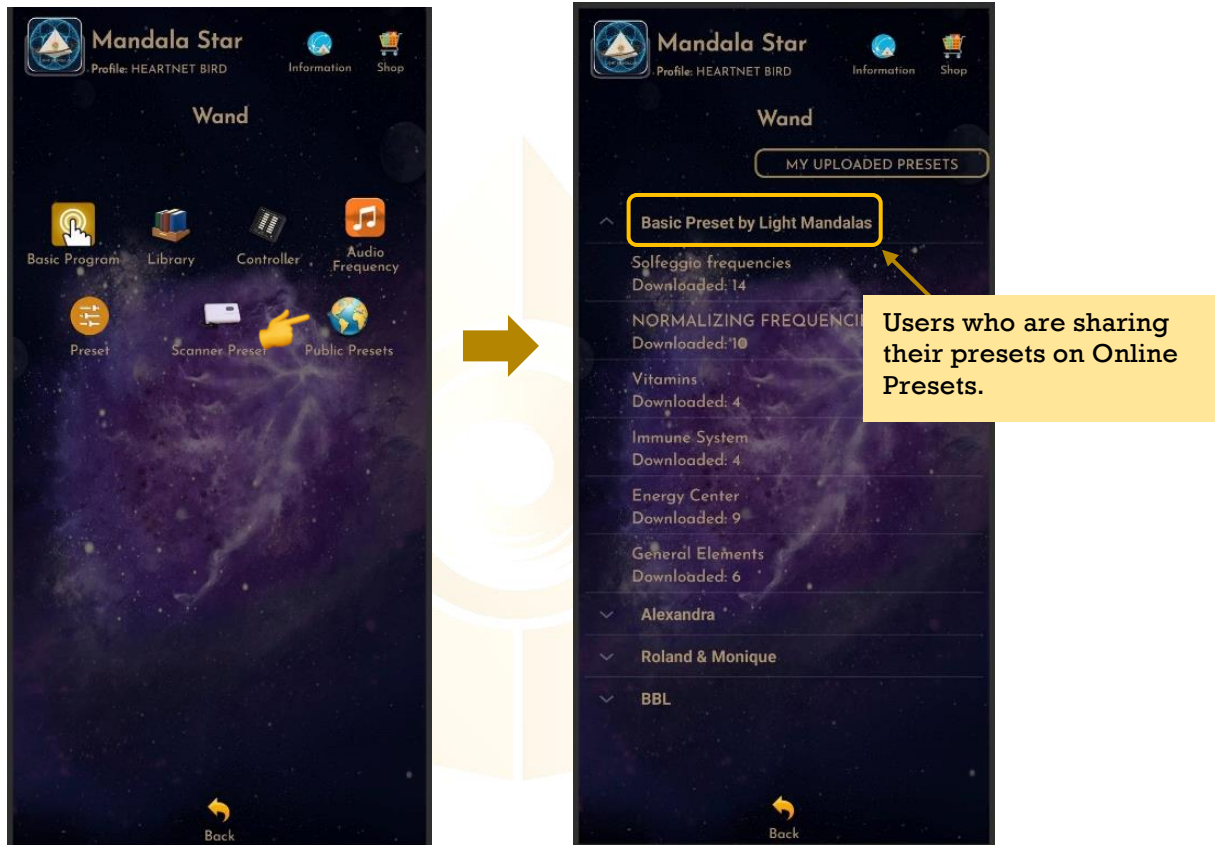 Mandala Star
Profile: HEARTNET BIRD
Information
Shop
Wand
Basic Program
Library
Controller
Audio
Frequency
Preset
Scanner Preset
Public Presets
Back
Mandala Star
Profile: HEARTNET BIRD
Information
Shop
Wand
MY UPLOADED PRESETS
Basic Preset by Light Mandalas
Solfeggio frequencies
Downloaded: 14
NORMALIZING FREQUENCI
Downloaded: 10
Vitamins
Downloaded: 4
Immune System
Downloaded: 4
Energy Center
Downloaded: 9
General Elements
Downloaded: 6
Alexandra
Roland & Monique
BBL
Back
Users who are sharing
their presets on Online
Presets.